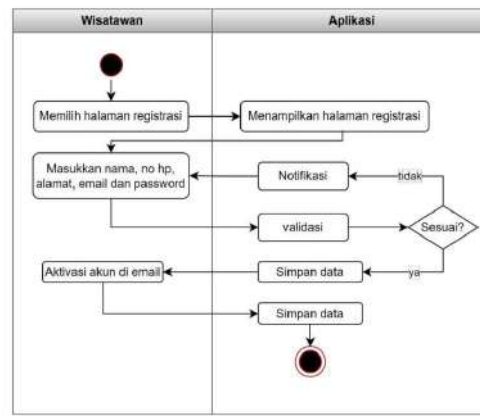 Wisatawan
Aplikasi
Memilih halaman registrasi
Menampilkan halaman registrasi
Masukkan nama, no hp,
alamat, email dan password
Notifikasi
tidak
validasi
Sesuai?
Aktivasi akun di email
Simpan data
ya
Simpan data